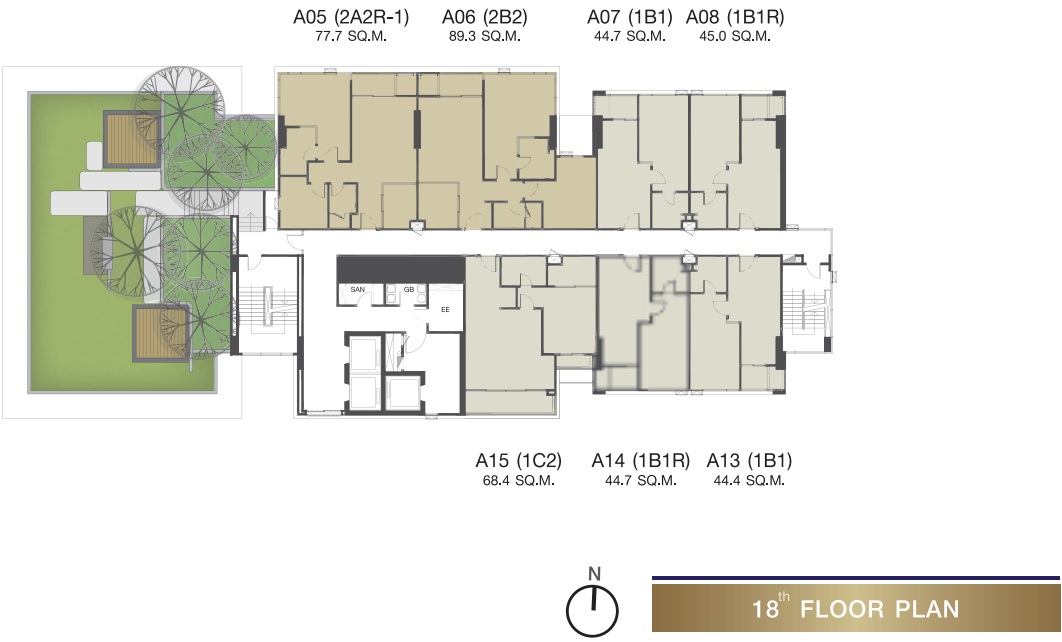 A05 (2A2R-1) A06 (2B2) A07 (1B1) A08 (1B1R)
77.7 SQ.M. 89.3 SQ.M. 44.7 SQ.M. 45.0 SQ.M.
SAN GB
EE
A15 (1C2) A14 (1B1R) A13 (1B1)
68.4 SQ.M. 44.7 SQ.M. 44.4 SQ.M.
N
18th FLOOR PLAN